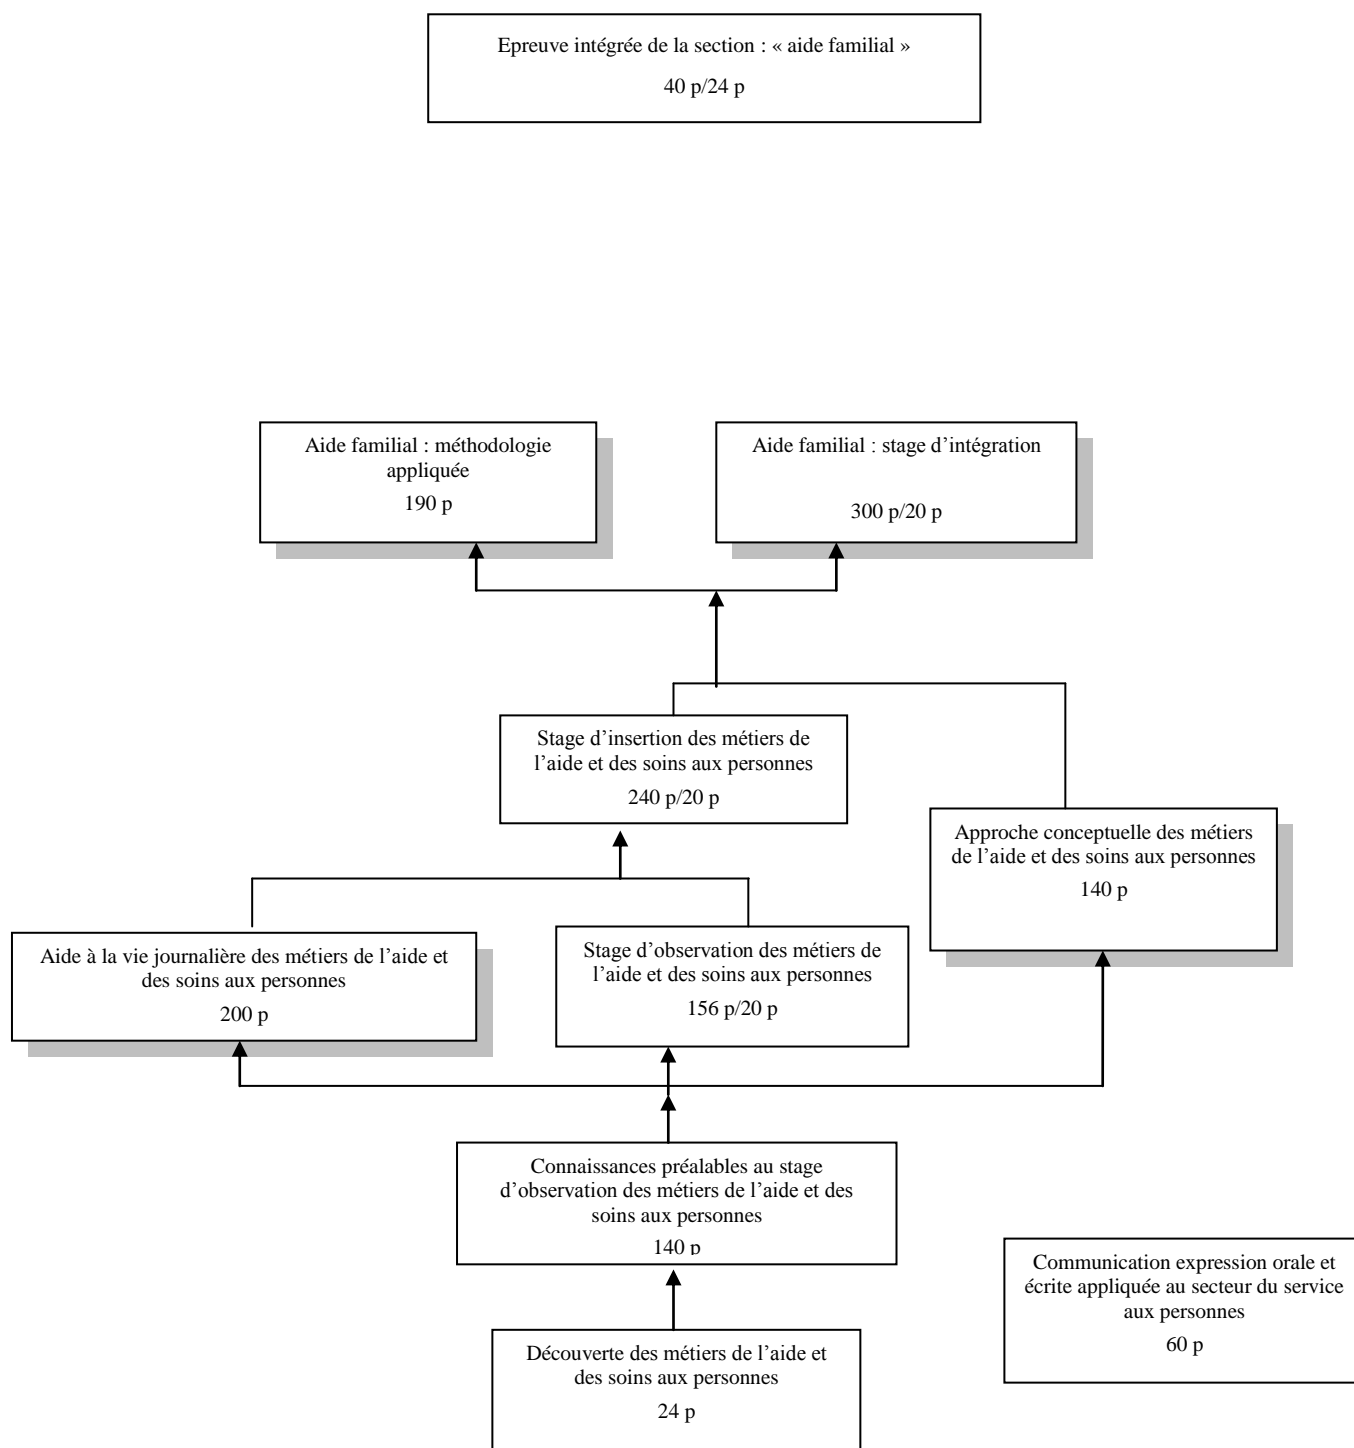 Epreuve intégrée de la section : « aide familial »
40 p/24 p
Aide familial : méthodologie
appliquée
190 p
Aide familial : stage d’intégration
300 p/20 p
Stage d’insertion des métiers de
l’aide et des soins aux personnes
240 p/20 p
Approche conceptuelle des métiers
de l’aide et des soins aux personnes
140 p
Aide à la vie journalière des métiers de l’aide et
des soins aux personnes
200 p
Stage d’observation des métiers de
l’aide et des soins aux personnes
156 p/20 p
Connaissances préalables au stage
d’observation des métiers de l’aide et des
soins aux personnes
140 p
Communication expression orale et
écrite appliquée au secteur du service
aux personnes
60 p
Découverte des métiers de l’aide et
des soins aux personnes
24 p